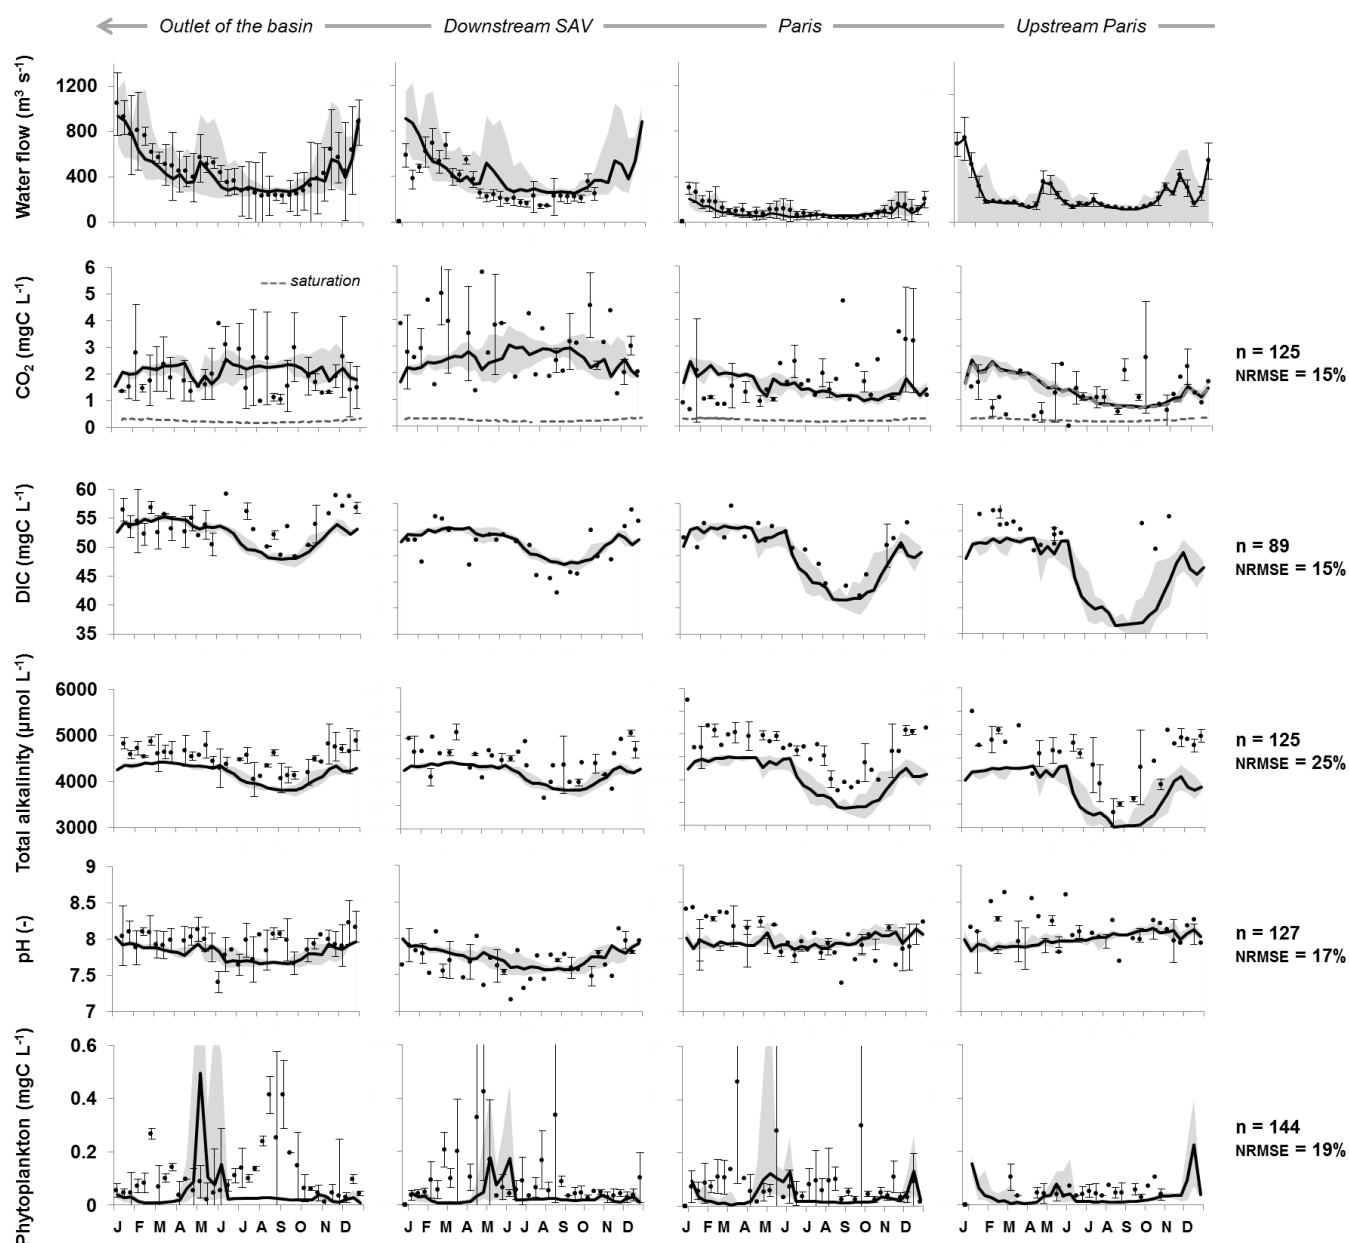 Outlet of the basin Downstream SAV Paris Upstream Paris
Water flow (m³ s⁻¹)
1200
800
400
0
CO₂ (mgC L⁻¹)
6
5
4
3
2
1
0
saturation
n = 125
NRMSE = 15%
DIC (mgC L⁻¹)
60
55
50
45
40
35
n = 89
NRMSE = 15%
Total alkalinity (µmol L⁻¹)
6000
5000
4000
3000
n = 125
NRMSE = 25%
pH (-)
9
8.5
8
7.5
7
n = 127
NRMSE = 17%
Phytoplankton (mgC L⁻¹)
0.6
0.4
0.2
0
n = 144
NRMSE = 19%
J F M A M J J A S O N D J F M A M J J A S O N D J F M A M J J A S O N D J F M A M J J A S O N D